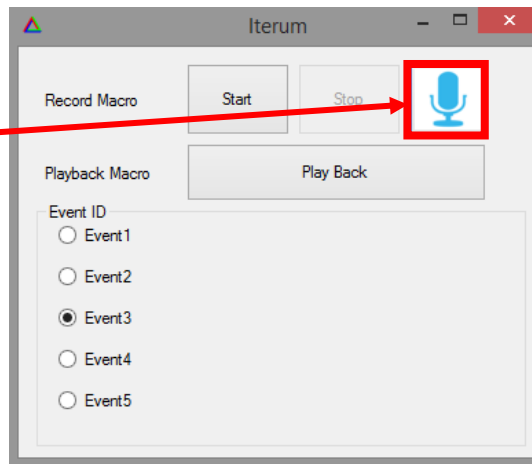 Iterum
Record Macro Start Stop
Playback Macro Play Back
Event ID
Event1
Event2
Event3
Event4
Event5